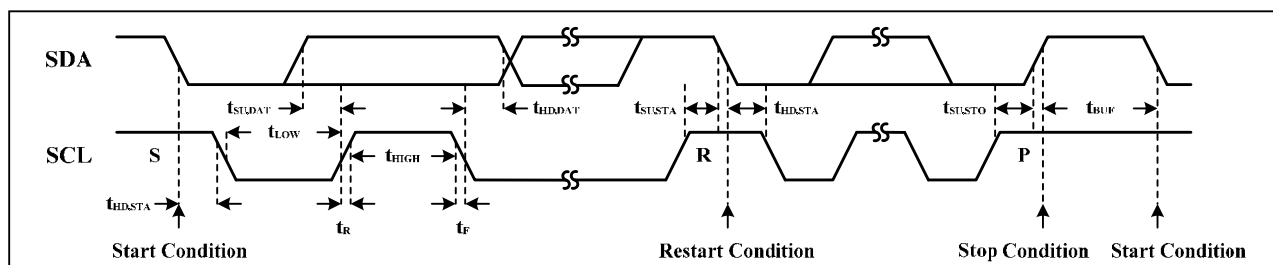 SDA
tSU,DAT
tHD,DAT
tSU,STA
tHD,STA
tSU,STO
tBUF
tLOW
SCL
S
tHIGH
R
P
tHD,STA
tR
tF
Start Condition
Restart Condition
Stop Condition
Start Condition